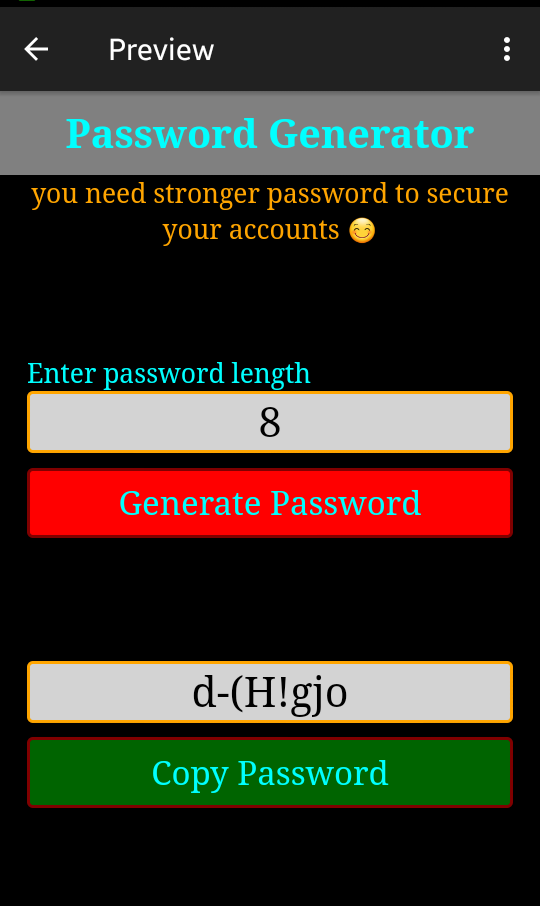 Preview
Password Generator
you need stronger password to secure
your accounts 😊
Enter password length
8
Generate Password
d-(H!gjo
Copy Password